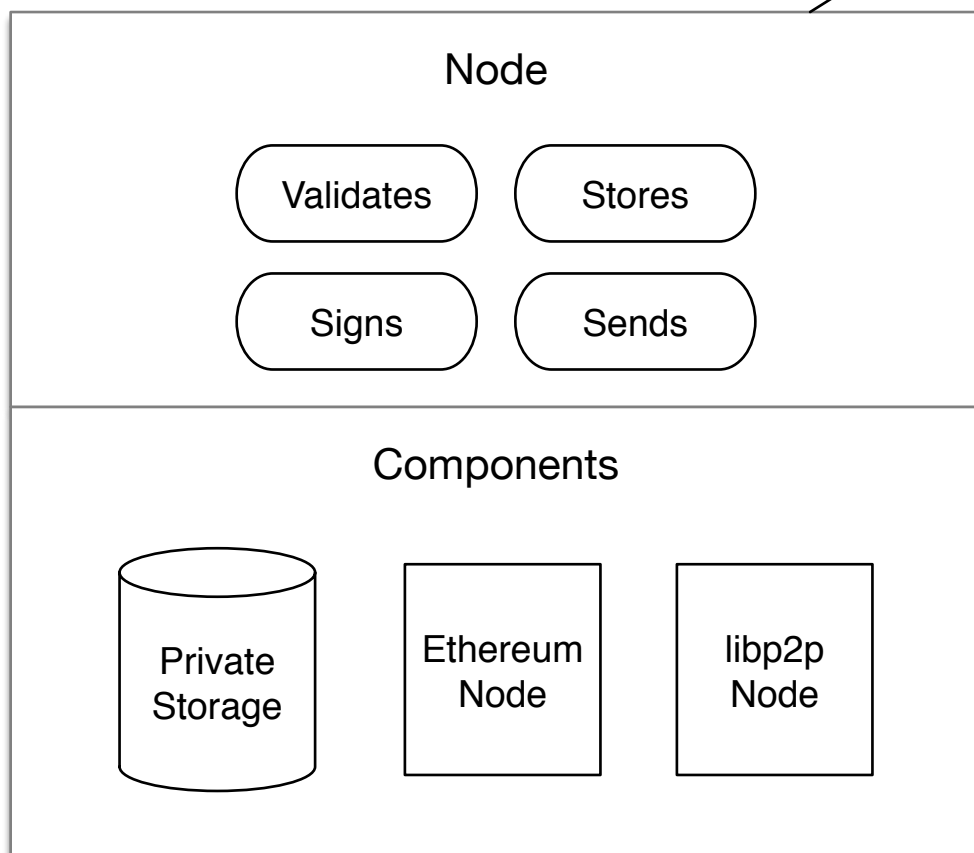 Node
Validates
Stores
Signs
Sends
Components
Private
Storage
Ethereum
Node
libp2p
Node